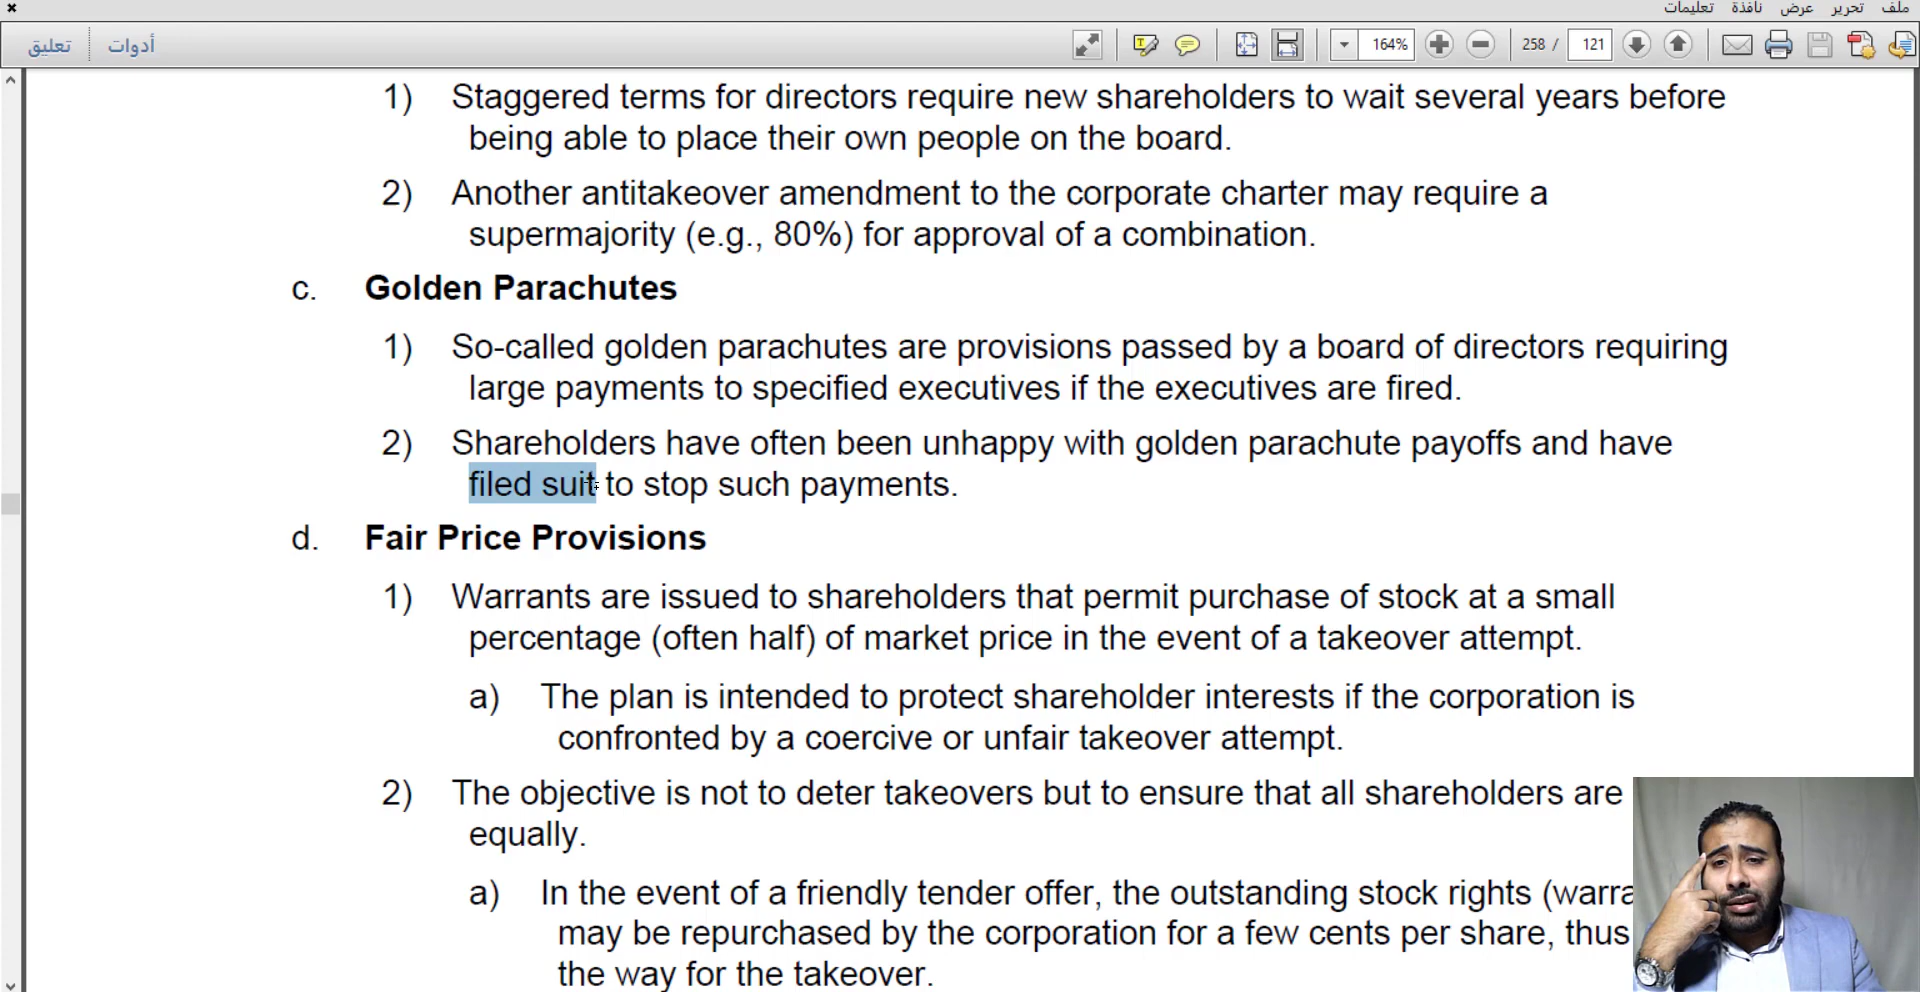 ملف تحرير عرض نافذة تعليمات
أدوات تعليق
121 / 258 164%
1) Staggered terms for directors require new shareholders to wait several years before
being able to place their own people on the board.
2) Another antitakeover amendment to the corporate charter may require a
supermajority (e.g., 80%) for approval of a combination.
c. Golden Parachutes
1) So-called golden parachutes are provisions passed by a board of directors requiring
large payments to specified executives if the executives are fired.
2) Shareholders have often been unhappy with golden parachute payoffs and have
filed suit to stop such payments.
d. Fair Price Provisions
1) Warrants are issued to shareholders that permit purchase of stock at a small
percentage (often half) of market price in the event of a takeover attempt.
a) The plan is intended to protect shareholder interests if the corporation is
confronted by a coercive or unfair takeover attempt.
2) The objective is not to deter takeovers but to ensure that all shareholders are
equally.
a) In the event of a friendly tender offer, the outstanding stock rights (warra
may be repurchased by the corporation for a few cents per share, thus
the way for the takeover.